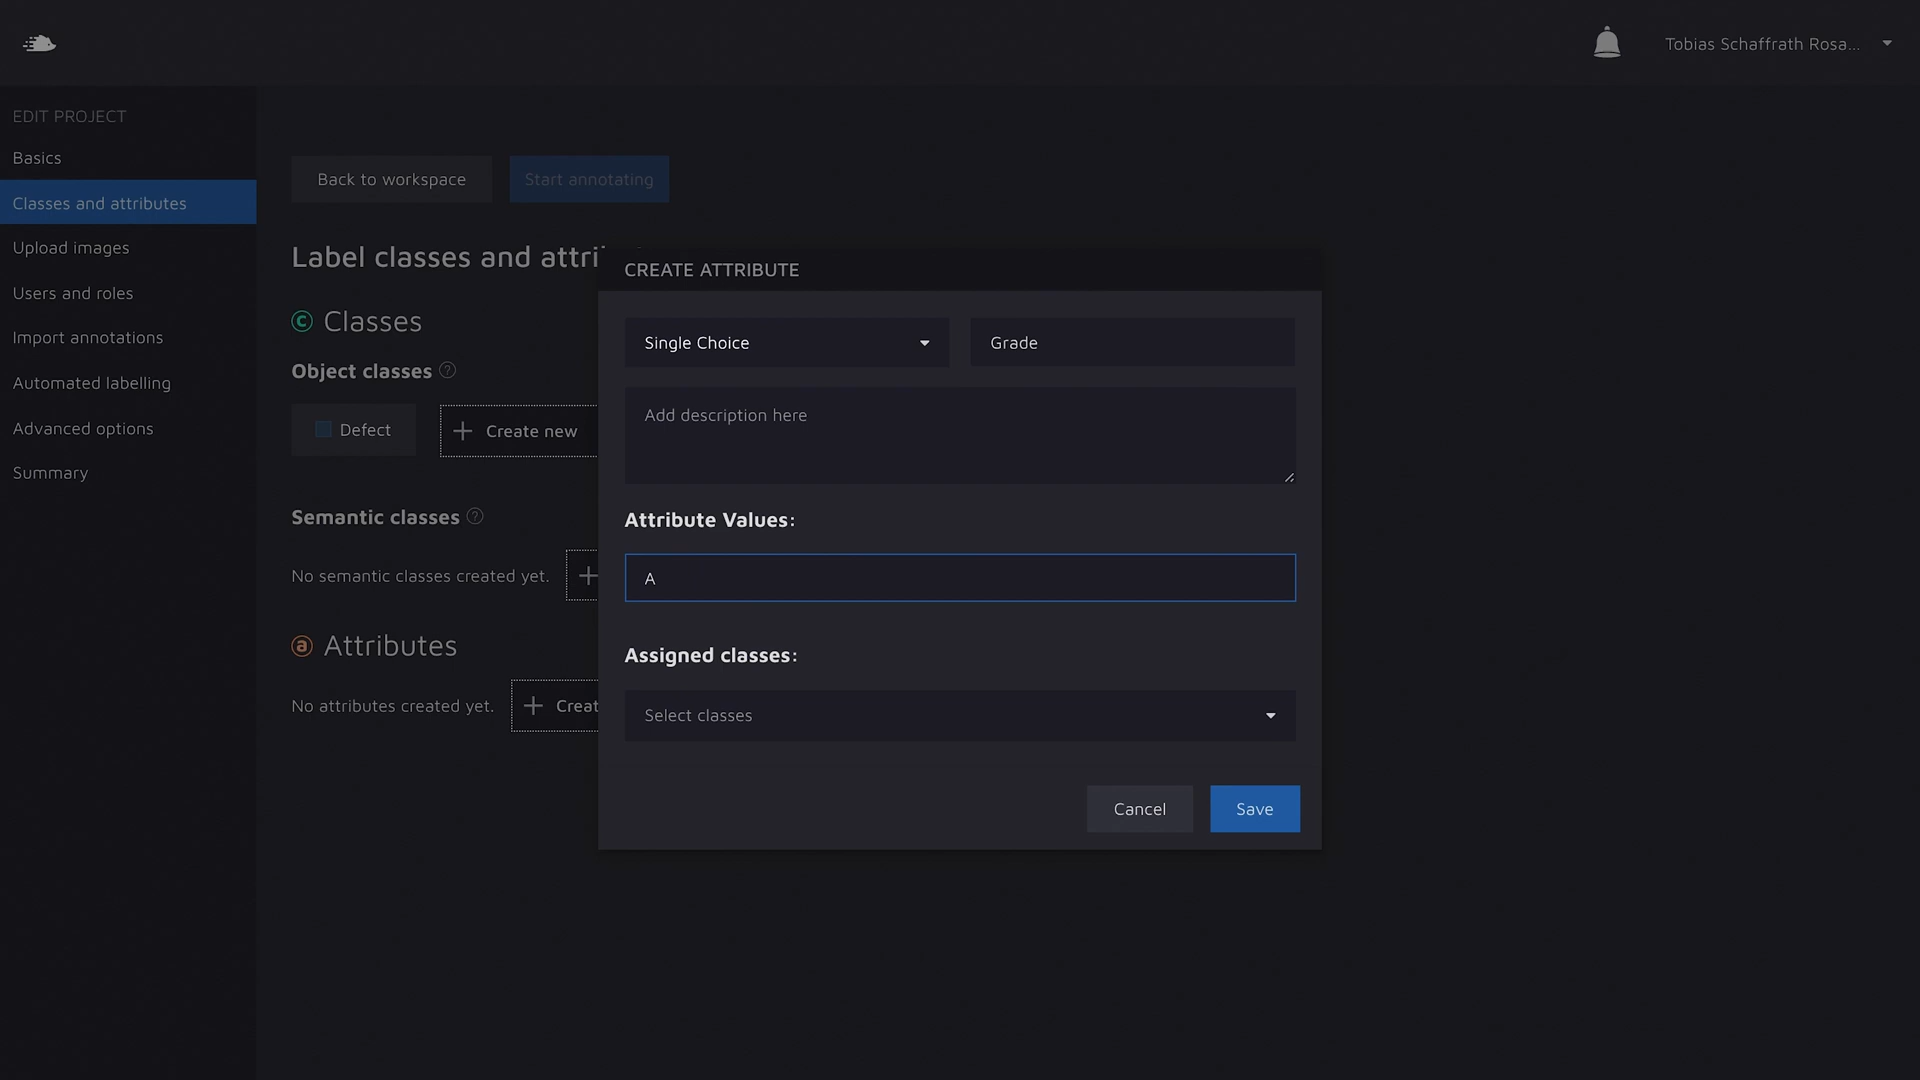 Tobias Schaffrath Rosa...
EDIT PROJECT
Basics
Classes and attributes
Upload images
Users and roles
Import annotations
Automated labelling
Advanced options
Summary
Back to workspace
Start annotating
Label classes and attri
C Classes
Object classes ?
Defect
+ Create new
Semantic classes ?
No semantic classes created yet.
+
a Attributes
No attributes created yet.
+ Creat
CREATE ATTRIBUTE
Single Choice
Grade
Add description here
Attribute Values:
A
Assigned classes:
Select classes
Cancel
Save